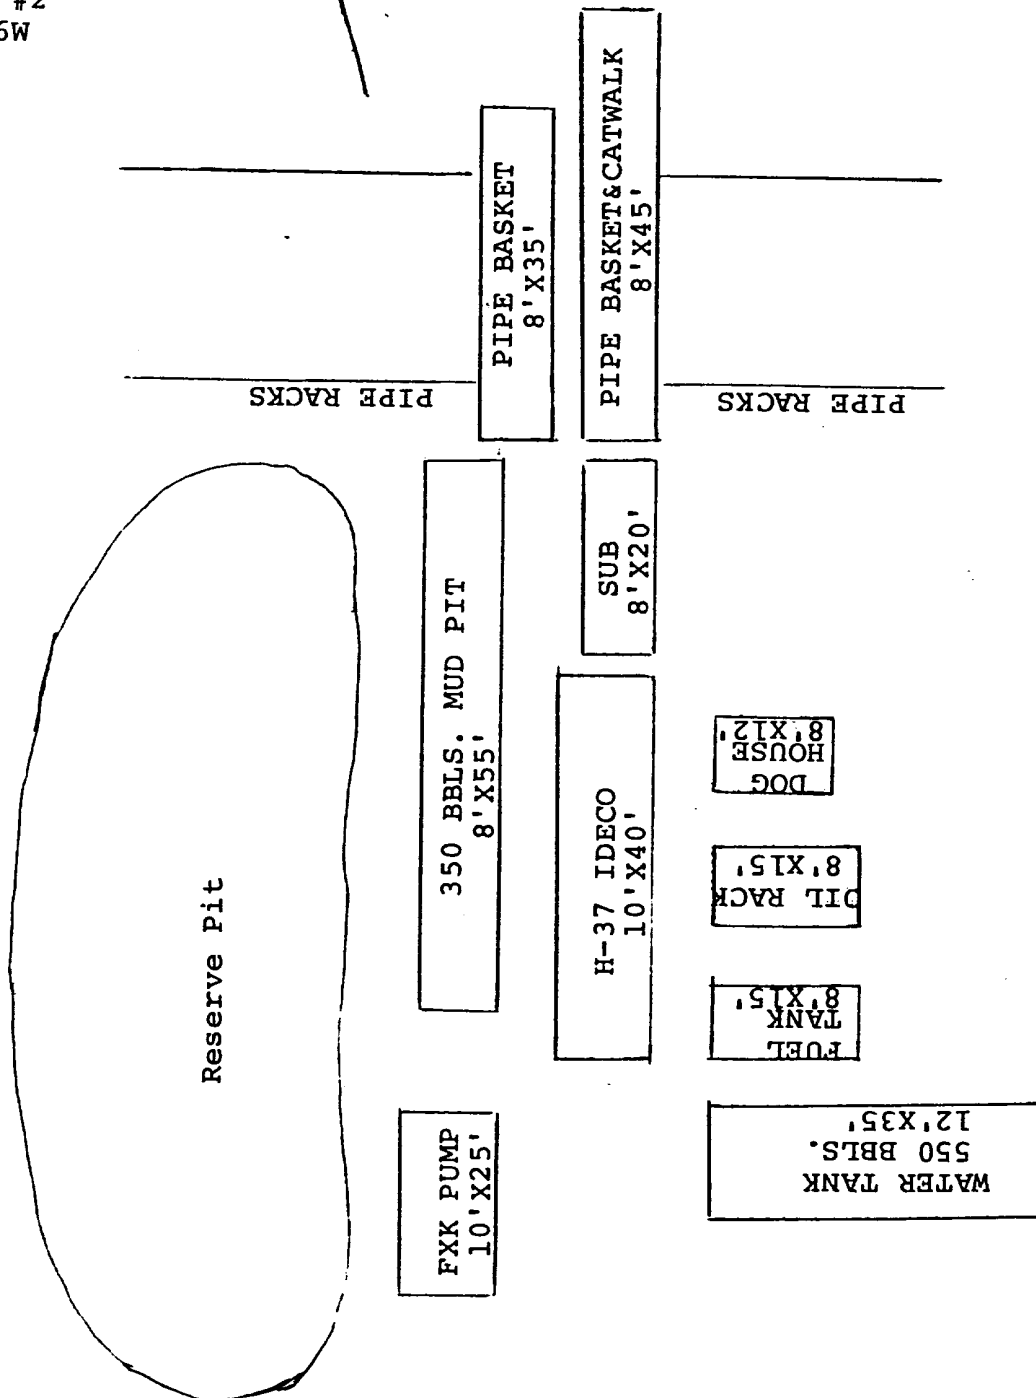 #2
6W
PIPE BASKET
8'X35'
PIPE BASKET&CATWALK
8'X45'
PIPE RACKS
PIPE RACKS
350 BBLS. MUD PIT
8'X55'
SUB
8'X20'
H-37 IDECO
10'X40'
DOG
HOUSE
8'X12'
OIL RACK
8'X15'
FUEL
TANK
8'X15'
Reserve Pit
FXK PUMP
10'X25'
WATER TANK
550 BBLS.
12'X35'